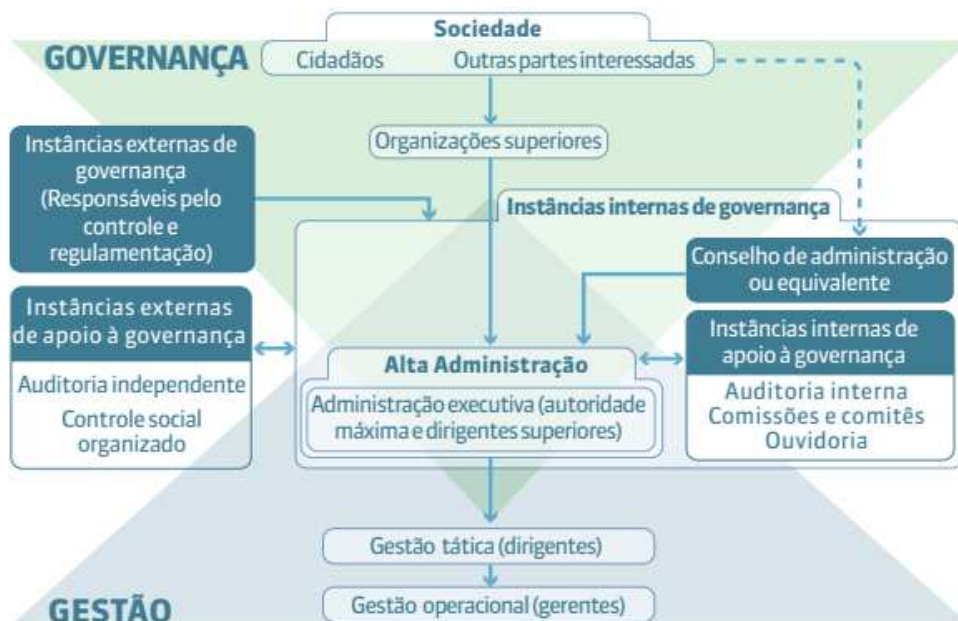 Sociedade
GOVERNANÇA
Cidadãos Outras partes interessadas
Organizações superiores
Instâncias externas de
governança
(Responsáveis pelo
controle e
regulamentação)
Instâncias internas de governança
Conselho de administração
ou equivalente
Instâncias externas
de apoio à governança
Auditoria independente
Controle social
organizado
Alta Administração
Administração executiva (autoridade
máxima e dirigentes superiores)
Instâncias internas de
apoio à governança
Auditoria interna
Comissões e comitês
Ouvidoria
Gestão tática (dirigentes)
Gestão operacional (gerentes)
GESTÃO